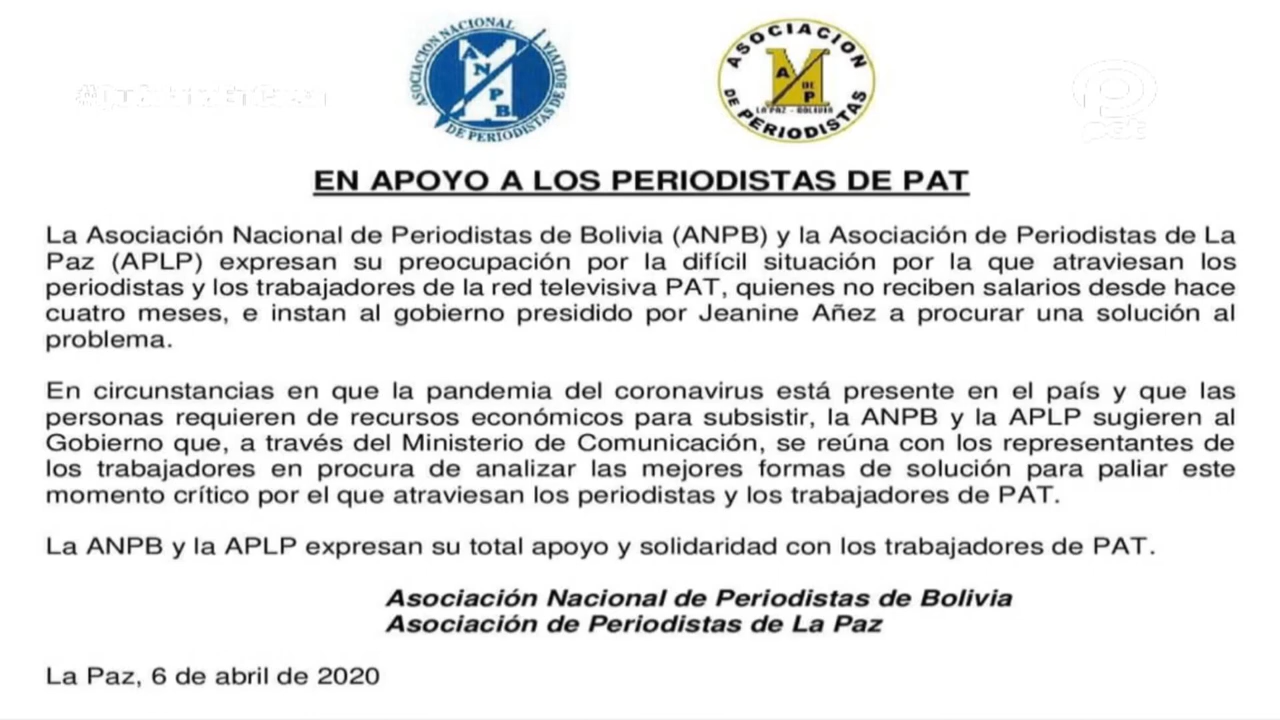 ASOCIACION NACIONAL
DE PERIODISTAS DE BOLIVIA
A
N
P
B
ASOCIACION
DE PERIODISTAS
A
DE
P
LA PAZ - BOLIVIA
pat
EN APOYO A LOS PERIODISTAS DE PAT
La Asociación Nacional de Periodistas de Bolivia (ANPB) y la Asociación de Periodistas de La
Paz (APLP) expresan su preocupación por la difícil situación por la que atraviesan los
periodistas y los trabajadores de la red televisiva PAT, quienes no reciben salarios desde hace
cuatro meses, e instan al gobierno presidido por Jeanine Añez a procurar una solución al
problema.
En circunstancias en que la pandemia del coronavirus está presente en el país y que las
personas requieren de recursos económicos para subsistir, la ANPB y la APLP sugieren al
Gobierno que, a través del Ministerio de Comunicación, se reúna con los representantes de
los trabajadores en procura de analizar las mejores formas de solución para paliar este
momento crítico por el que atraviesan los periodistas y los trabajadores de PAT.
La ANPB y la APLP expresan su total apoyo y solidaridad con los trabajadores de PAT.
Asociación Nacional de Periodistas de Bolivia
Asociación de Periodistas de La Paz
La Paz, 6 de abril de 2020